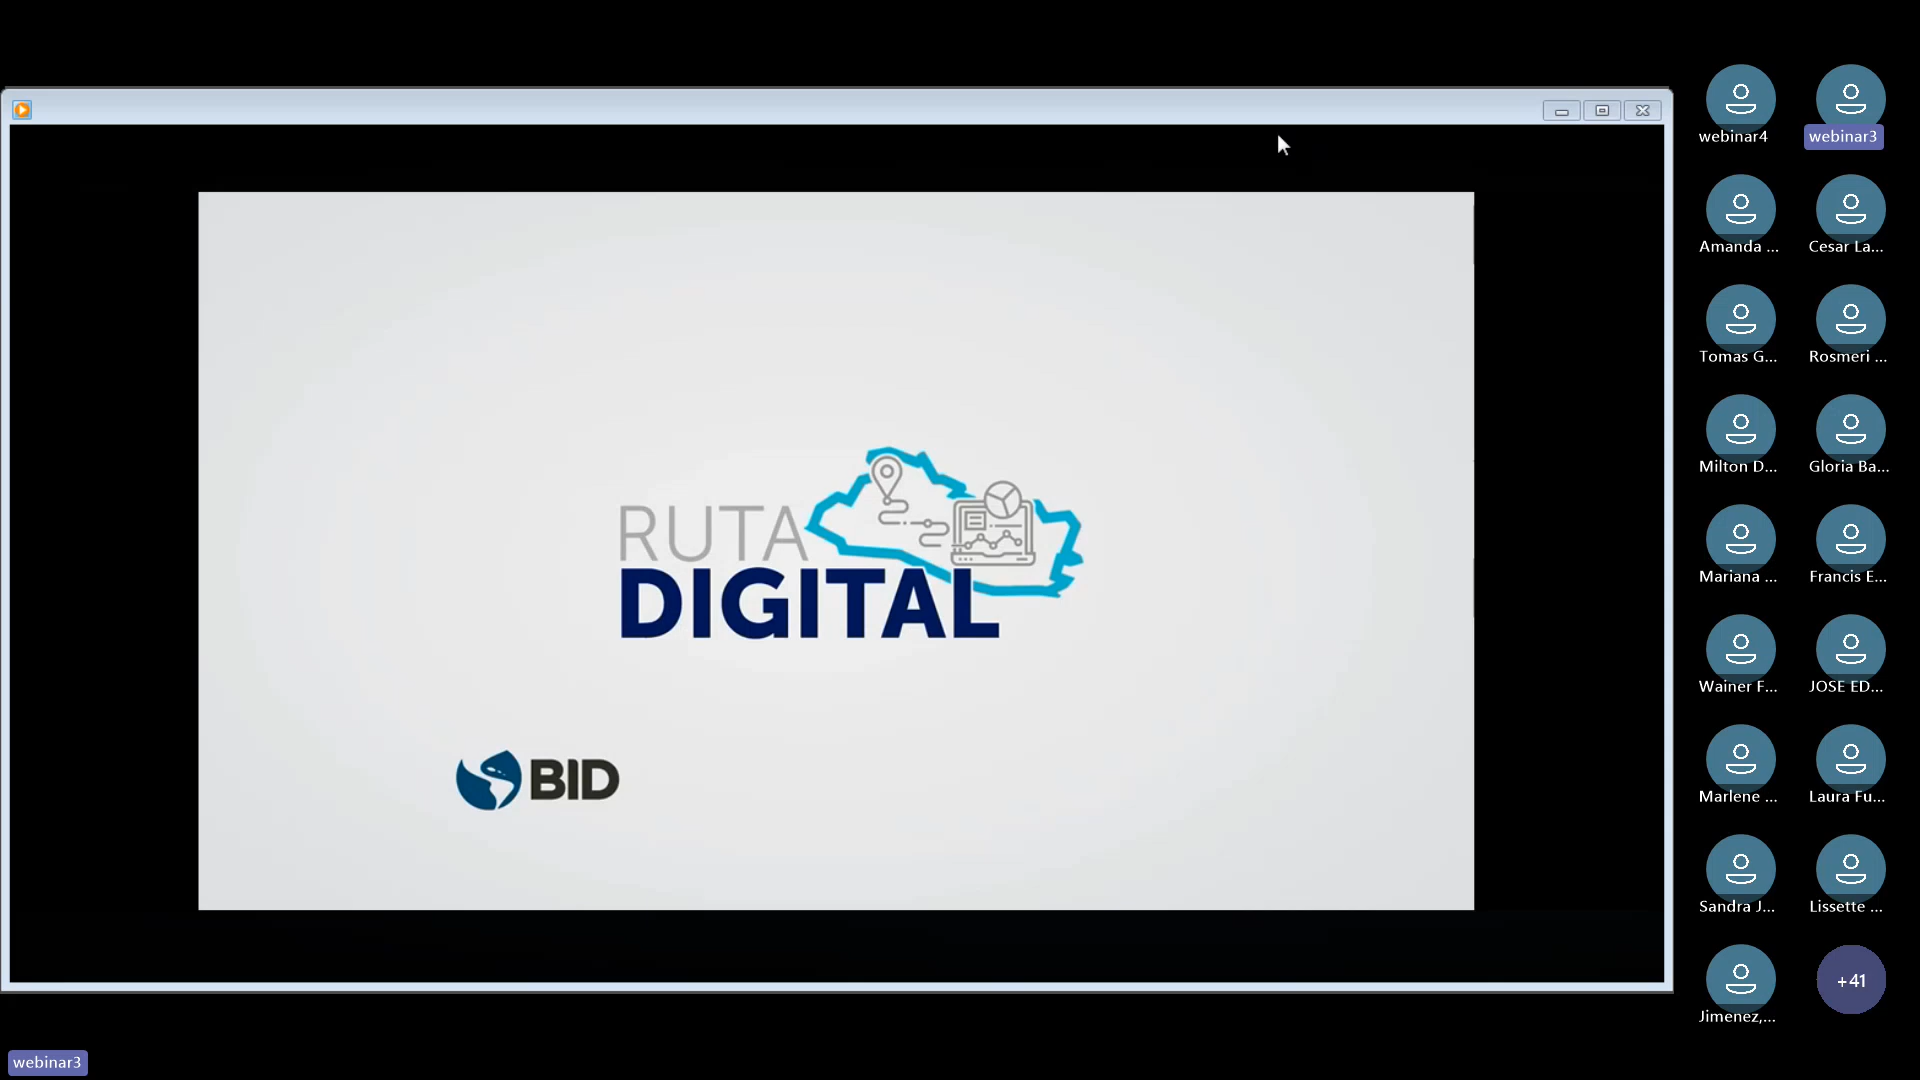 RUTA
DIGITAL
BID
webinar4
webinar3
Amanda ...
Cesar La...
Tomas G...
Rosmeri ...
Milton D...
Gloria Ba...
Mariana ...
Francis E...
Wainer F...
JOSE ED...
Marlene ...
Laura Fu...
Sandra J...
Lissette ...
Jimenez,...
+41
webinar3